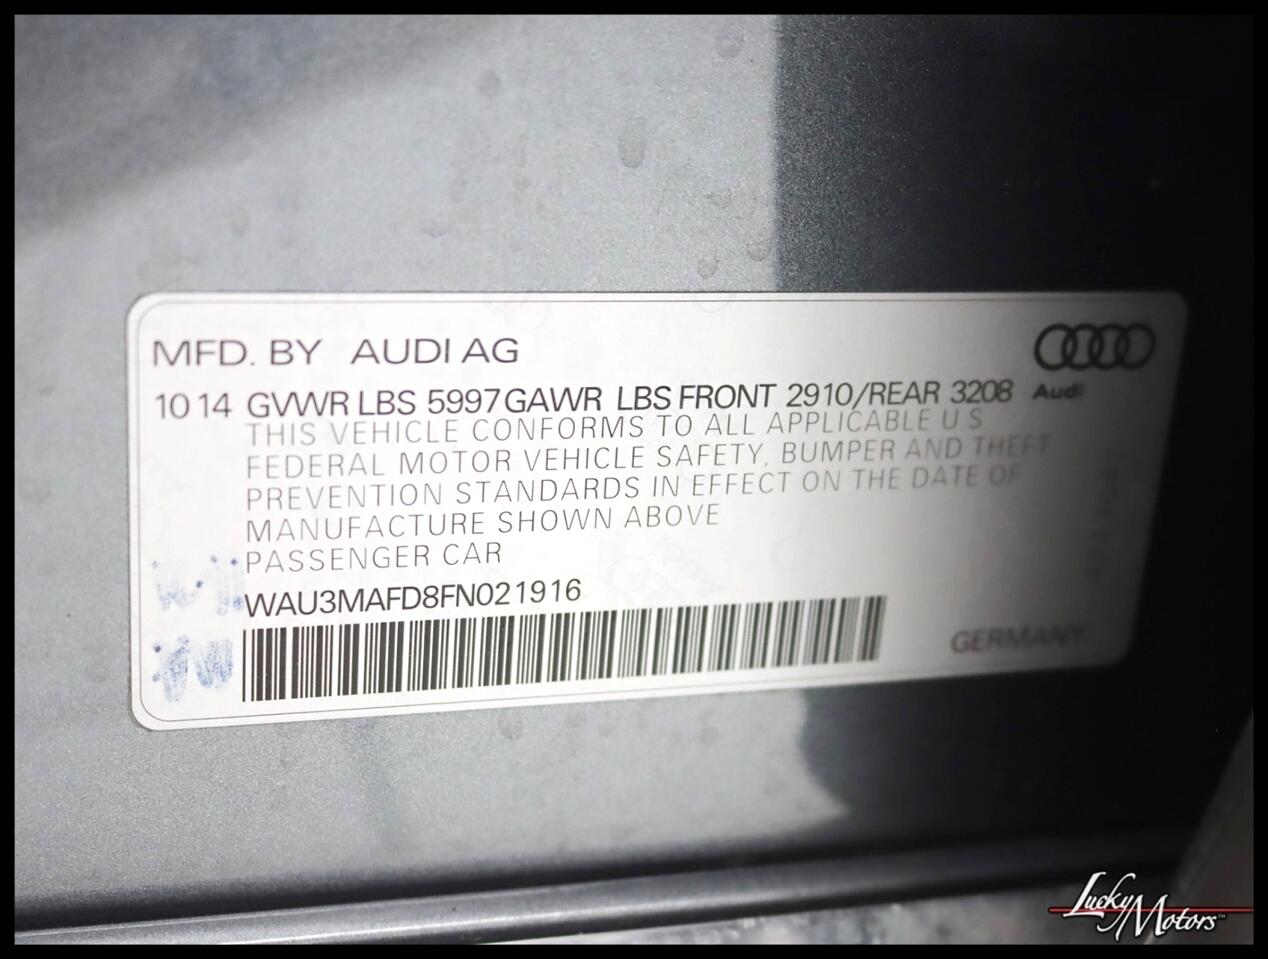 MFD. BY AUDI AG
10 14 GVWR LBS 5997 GAWR LBS FRONT 2910/REAR 3208
Audi
THIS VEHICLE CONFORMS TO ALL APPLICABLE U S
FEDERAL MOTOR VEHICLE SAFETY, BUMPER AND THEFT
PREVENTION STANDARDS IN EFFECT ON THE DATE OF
MANUFACTURE SHOWN ABOVE
PASSENGER CAR
WAU3MAFD8FN021916
GERMANY
Lucky Motors™